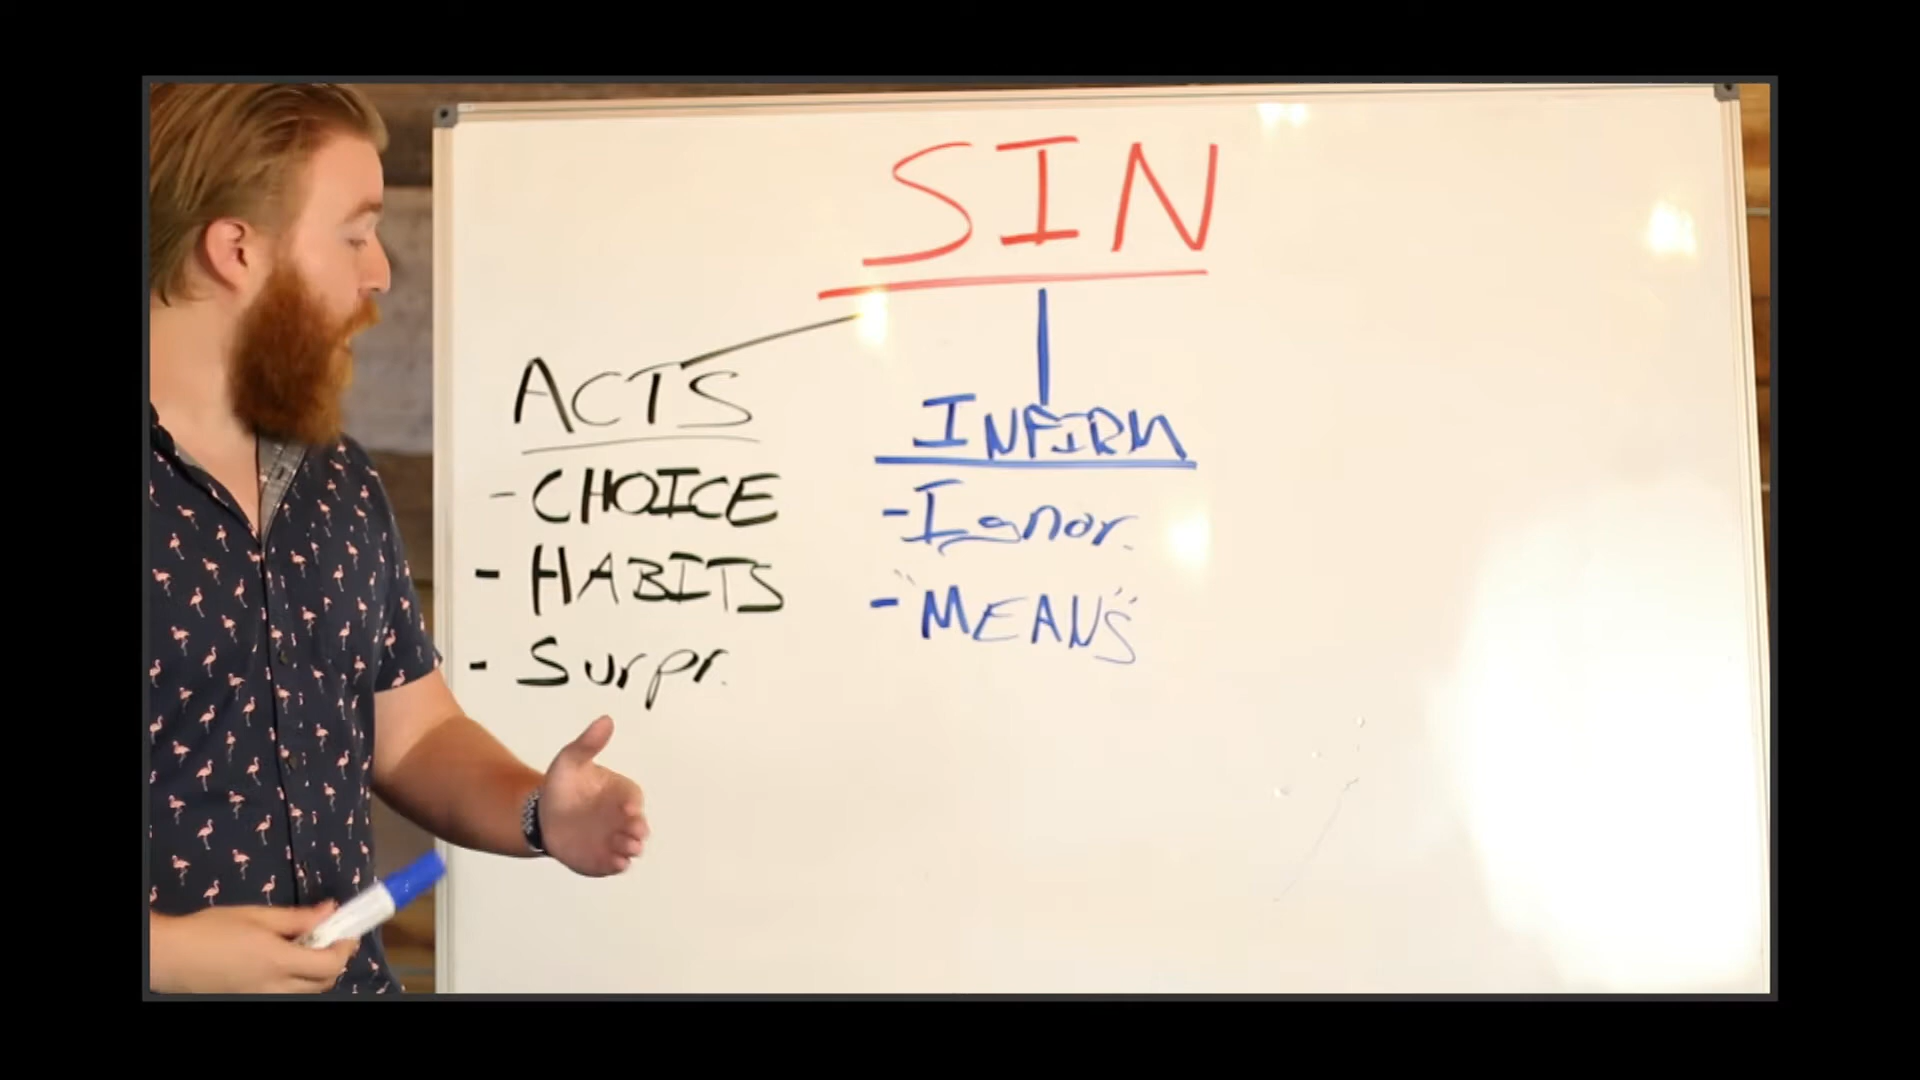 SIN
ACTS
- CHOICE
- HABITS
- Surpr.
INFIRM
- Ignor.
- "MEANS"